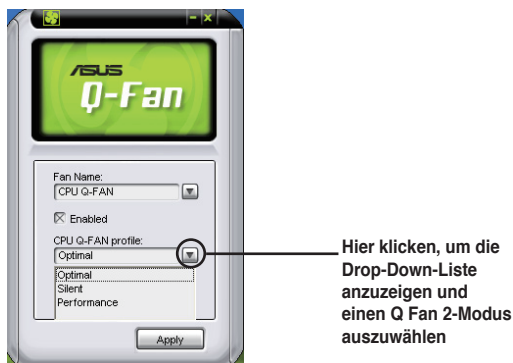 ASUS
Q-Fan
Fan Name:
CPU Q-FAN
Enabled
CPU Q-FAN profile:
Optimal
Optimal
Silent
Performance
Apply
Hier klicken, um die
Drop-Down-Liste
anzuzeigen und
einen Q Fan 2-Modus
auszuwählen